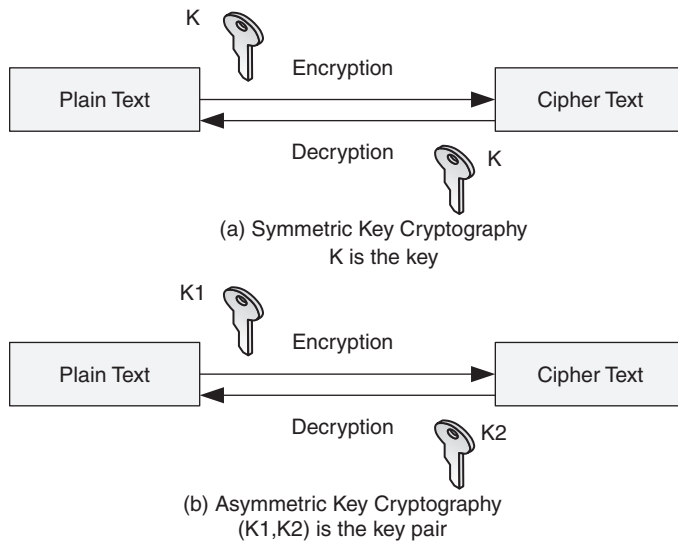 K
Encryption
Plain Text
Cipher Text
Decryption
K
(a) Symmetric Key Cryptography
K is the key
K1
Encryption
Plain Text
Cipher Text
Decryption
K2
(b) Asymmetric Key Cryptography
(K1,K2) is the key pair